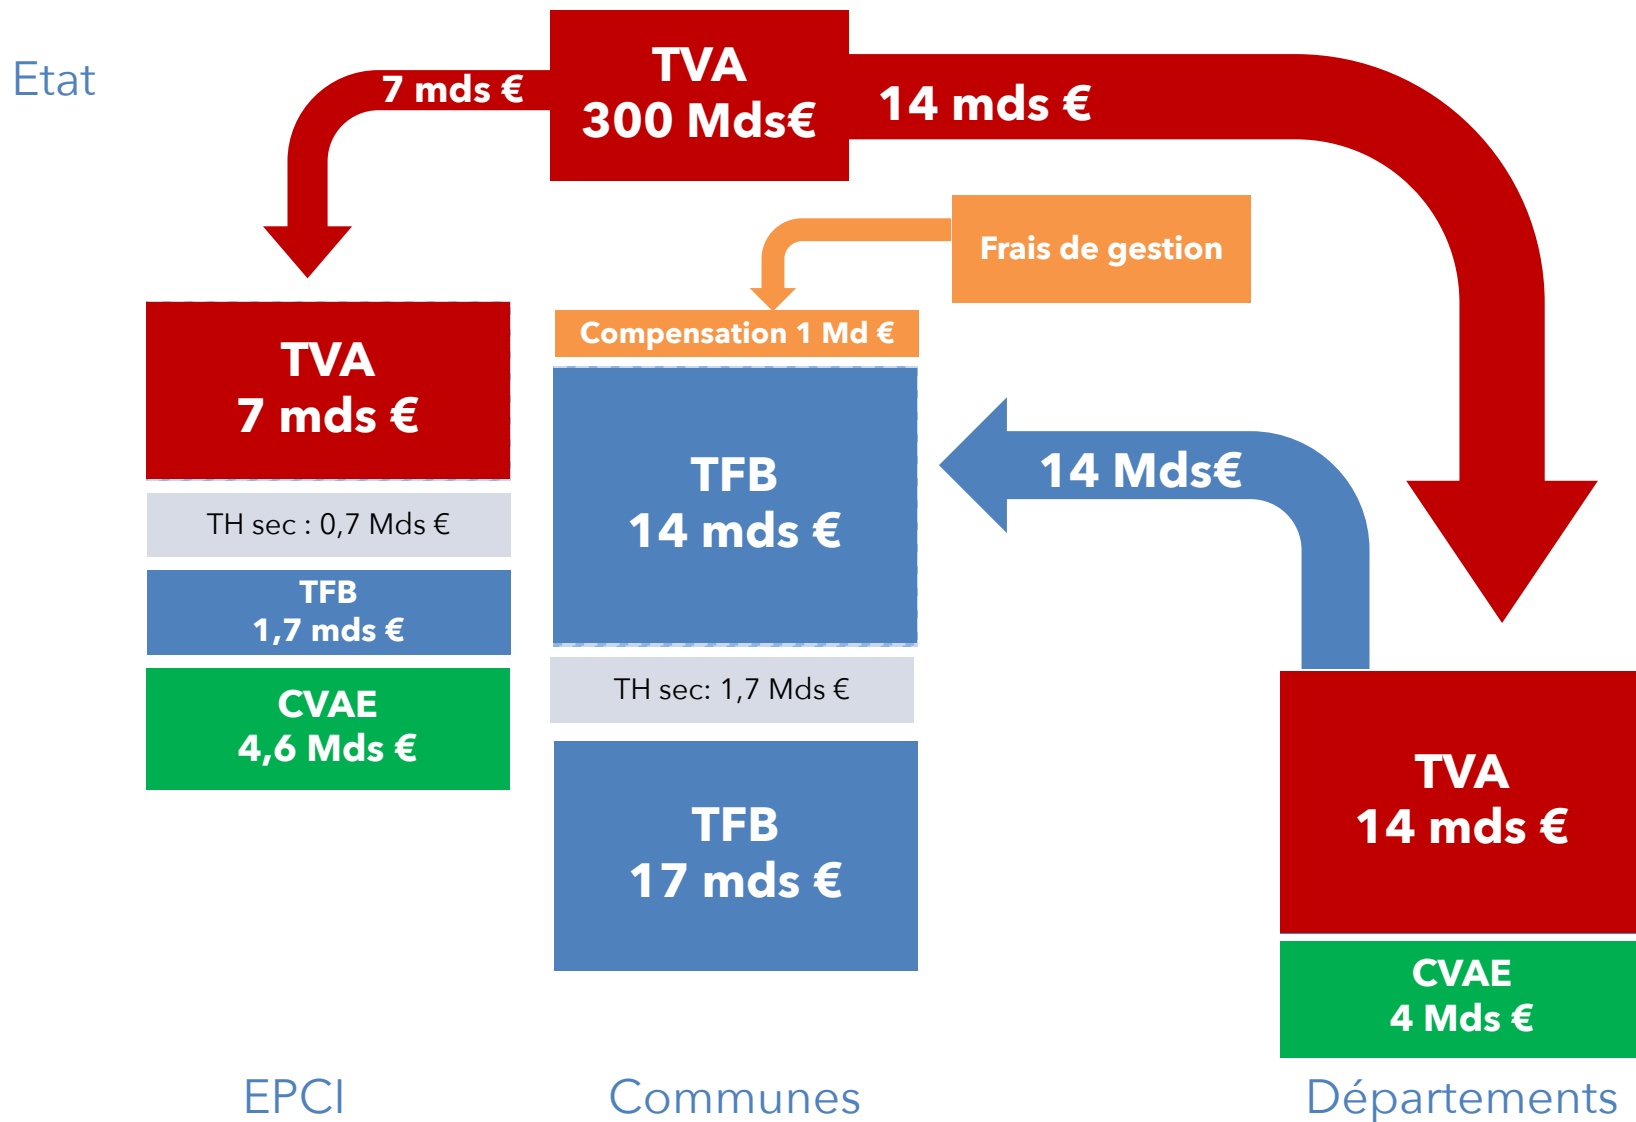 Etat
7 mds €
TVA
300 Mds€
14 mds €
Frais de gestion
Compensation 1 Md €
TVA
7 mds €
TH sec : 0,7 Mds €
TFB
1,7 mds €
CVAE
4,6 Mds €
TFB
14 mds €
TH sec: 1,7 Mds €
TFB
17 mds €
14 Mds€
TVA
14 mds €
CVAE
4 Mds €
EPCI
Communes
Départements